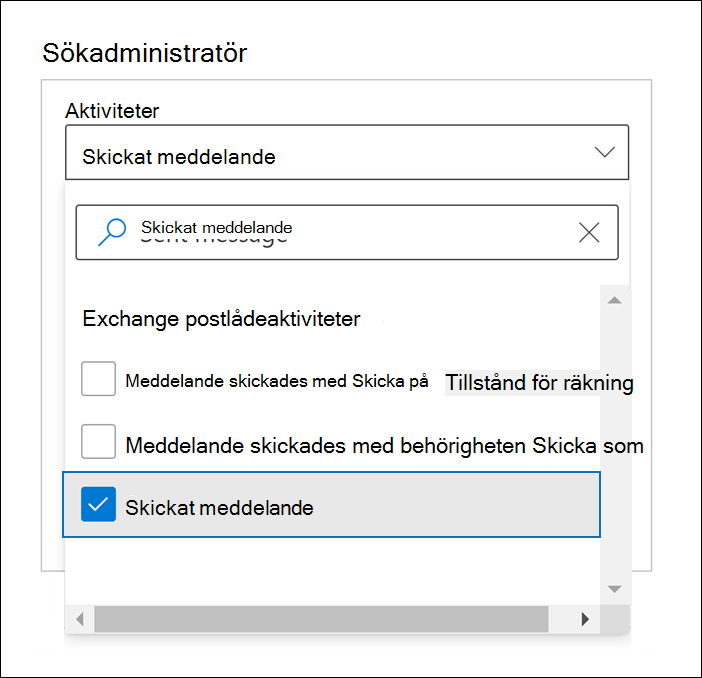 Sökadministratör
Aktiviteter
Skickat meddelande
Skickat meddelande
Sent message
Exchange postlådeaktiviteter
Meddelande skickades med Skicka på Tillstånd för räkning
Meddelande skickades med behörigheten Skicka som
Skickat meddelande